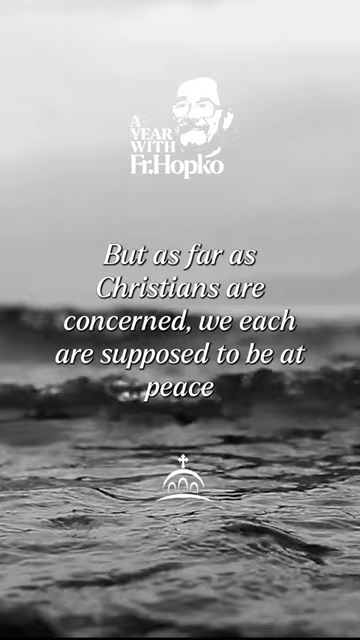 A
YEAR
WITH
Fr.Hopko
But as far as
Christians are
concerned, we each
are supposed to be at
peace